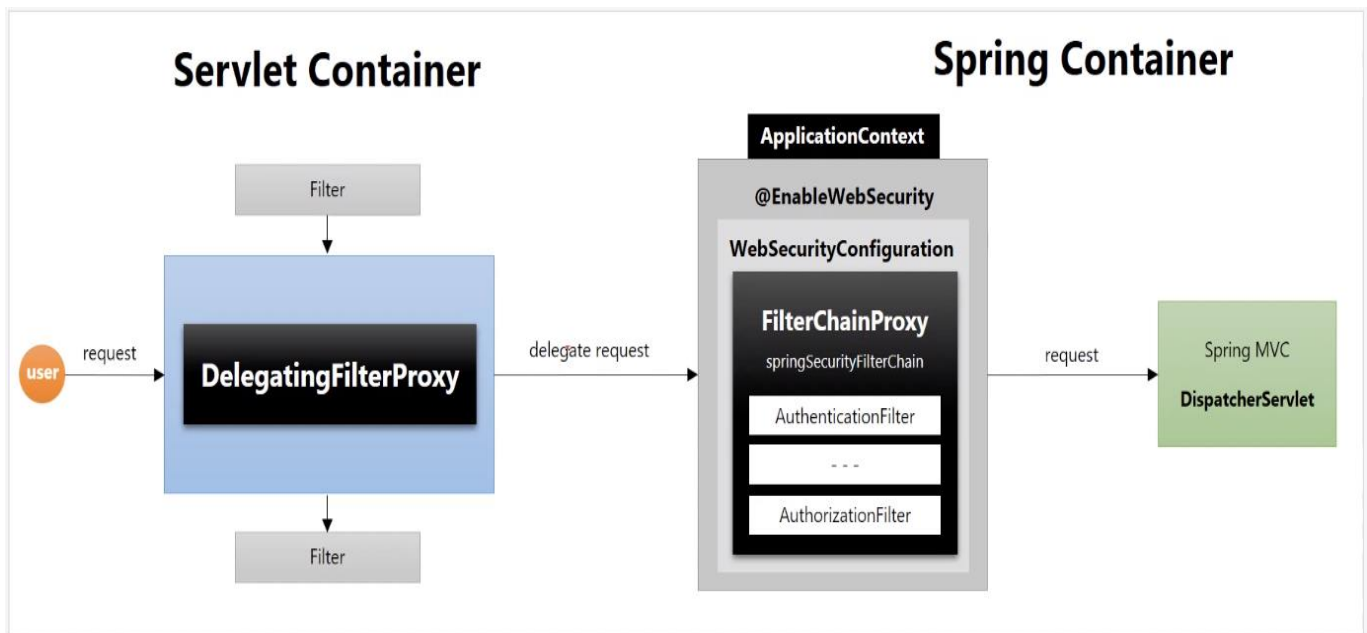 Servlet Container
Spring Container
ApplicationContext
@EnableWebSecurity
WebSecurityConfiguration
FilterChainProxy
springSecurityFilterChain
AuthenticationFilter
- - -
AuthorizationFilter
Filter
DelegatingFilterProxy
Filter
user
request
delegate request
request
Spring MVC
DispatcherServlet